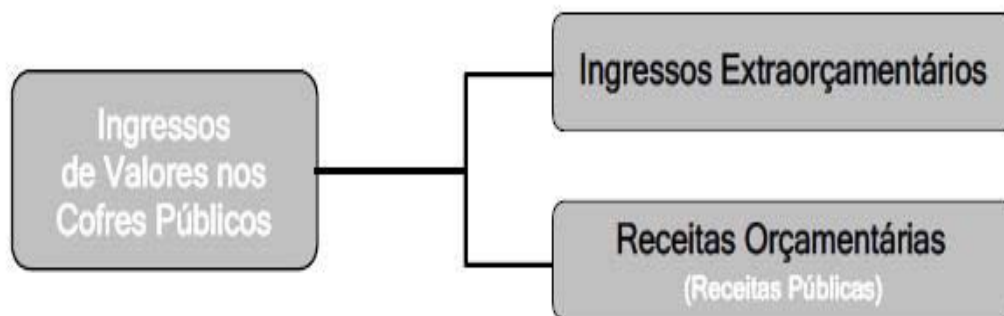 Ingressos
de Valores nos
Cofres Públicos
Ingressos Extraorçamentários
Receitas Orçamentárias
(Receitas Públicas)